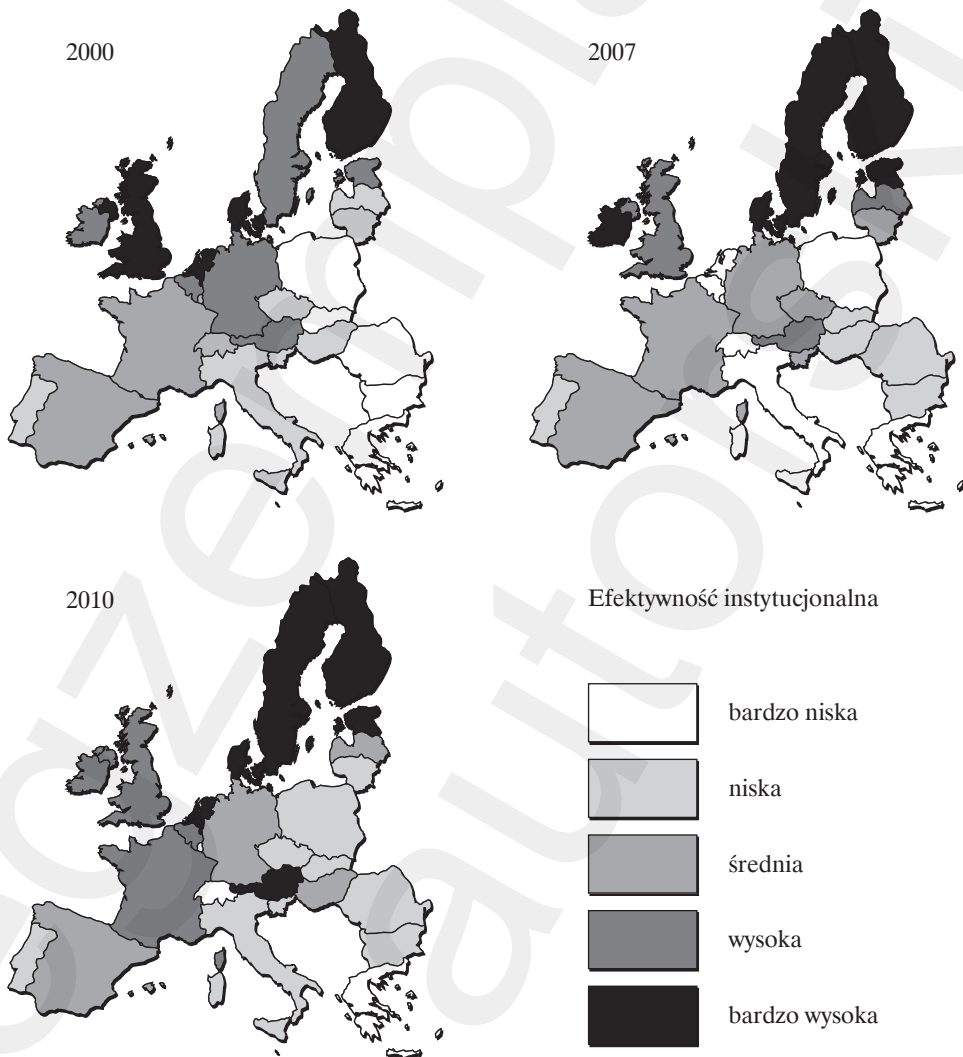 2000
2007
2010
Efektywność instytucjonalna
bardzo niska
niska
średnia
wysoka
bardzo wysoka